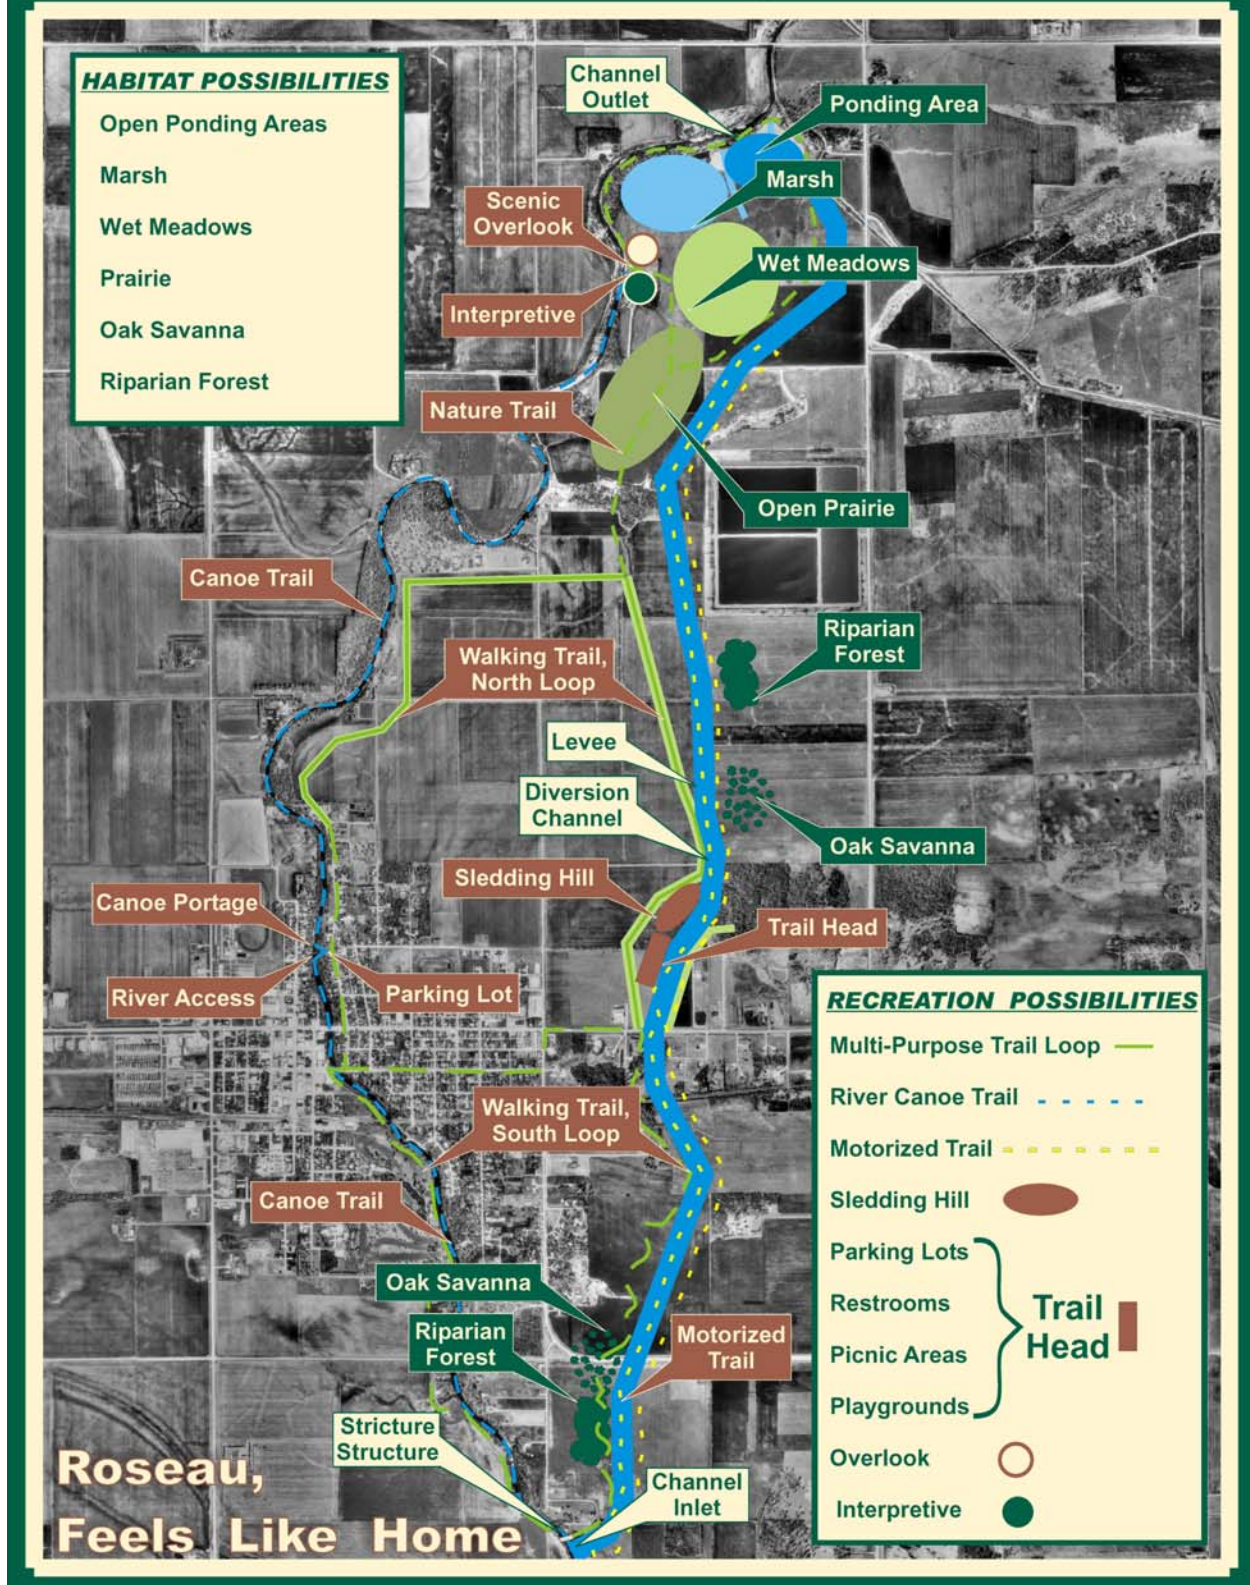 HABITAT POSSIBILITIES
Open Ponding Areas
Marsh
Wet Meadows
Prairie
Oak Savanna
Riparian Forest
Channel
Outlet
Ponding Area
Marsh
Scenic
Overlook
Wet Meadows
Interpretive
Nature Trail
Open Prairie
Canoe Trail
Riparian
Forest
Walking Trail,
North Loop
Levee
Diversion
Channel
Oak Savanna
Sledding Hill
Canoe Portage
Trail Head
River Access
Parking Lot
RECREATION POSSIBILITIES
Multi-Purpose Trail Loop
River Canoe Trail
Motorized Trail
Sledding Hill
Parking Lots
Restrooms
Picnic Areas
Playgrounds
Trail
Head
Overlook
Interpretive
Walking Trail,
South Loop
Canoe Trail
Oak Savanna
Riparian
Forest
Motorized
Trail
Stricture
Structure
Channel
Inlet
Roseau,
Feels Like Home